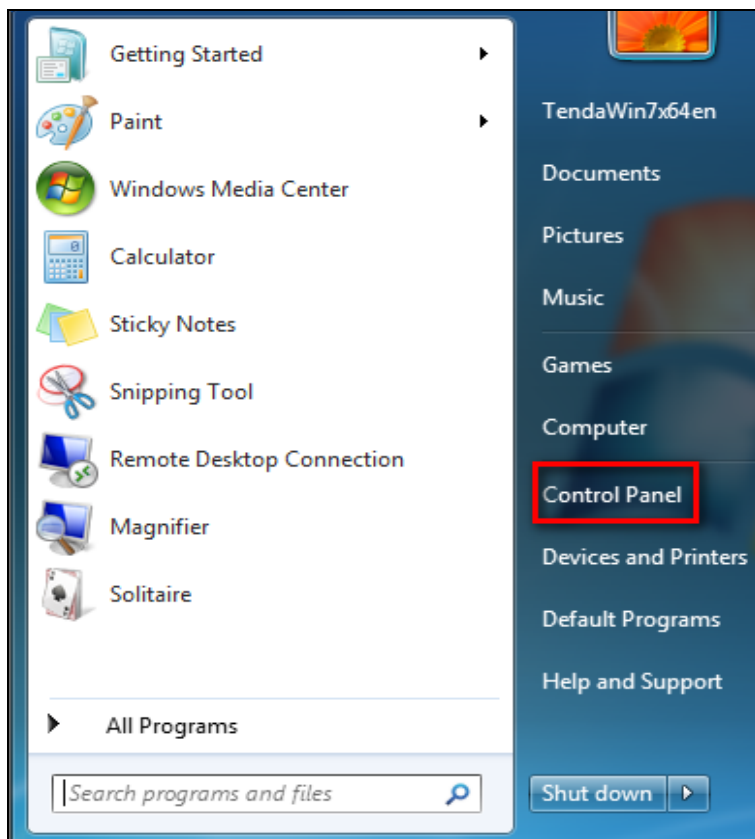 Getting Started
Paint
Windows Media Center
Calculator
Sticky Notes
Snipping Tool
Remote Desktop Connection
Magnifier
Solitaire
All Programs
Search programs and files
TendaWin7x64en
Documents
Pictures
Music
Games
Computer
Control Panel
Devices and Printers
Default Programs
Help and Support
Shut down